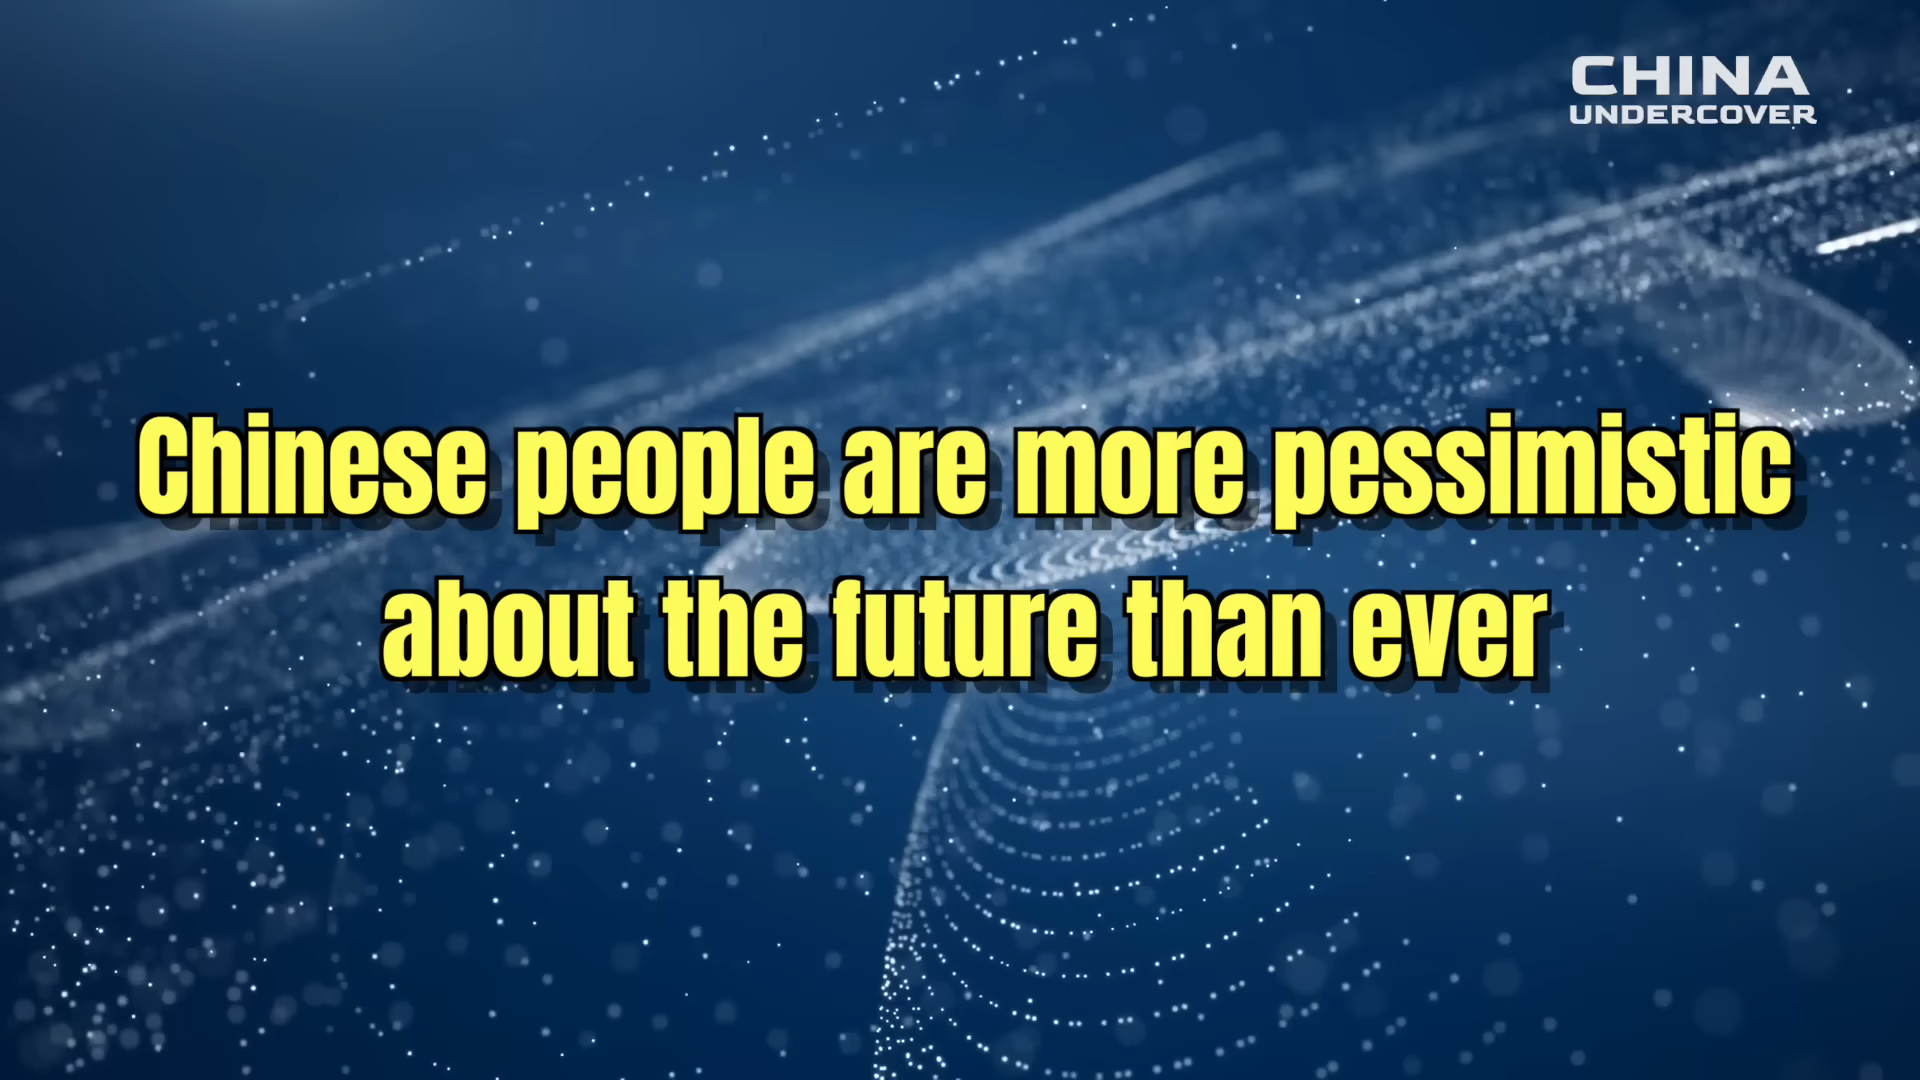 CHINA
UNDERCOVER
Chinese people are more pessimistic
about the future than ever